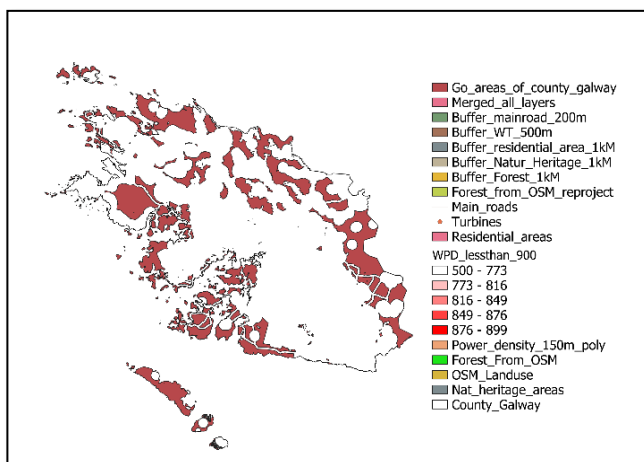 Go_areas_of_county_galway
Merged_all_layers
Buffer_mainroad_200m
Buffer_WT_500m
Buffer_residential_area_1kM
Buffer_Natur_Heritage_1kM
Buffer_Forest_1kM
Forest_from_OSM_reproject
Main_roads
Turbines
Residential_areas
WPD_lessthan_900
500 - 773
773 - 816
816 - 849
849 - 876
876 - 899
Power_density_150m_poly
Forest_From_OSM
OSM_Landuse
Nat_heritage_areas
County_Galway